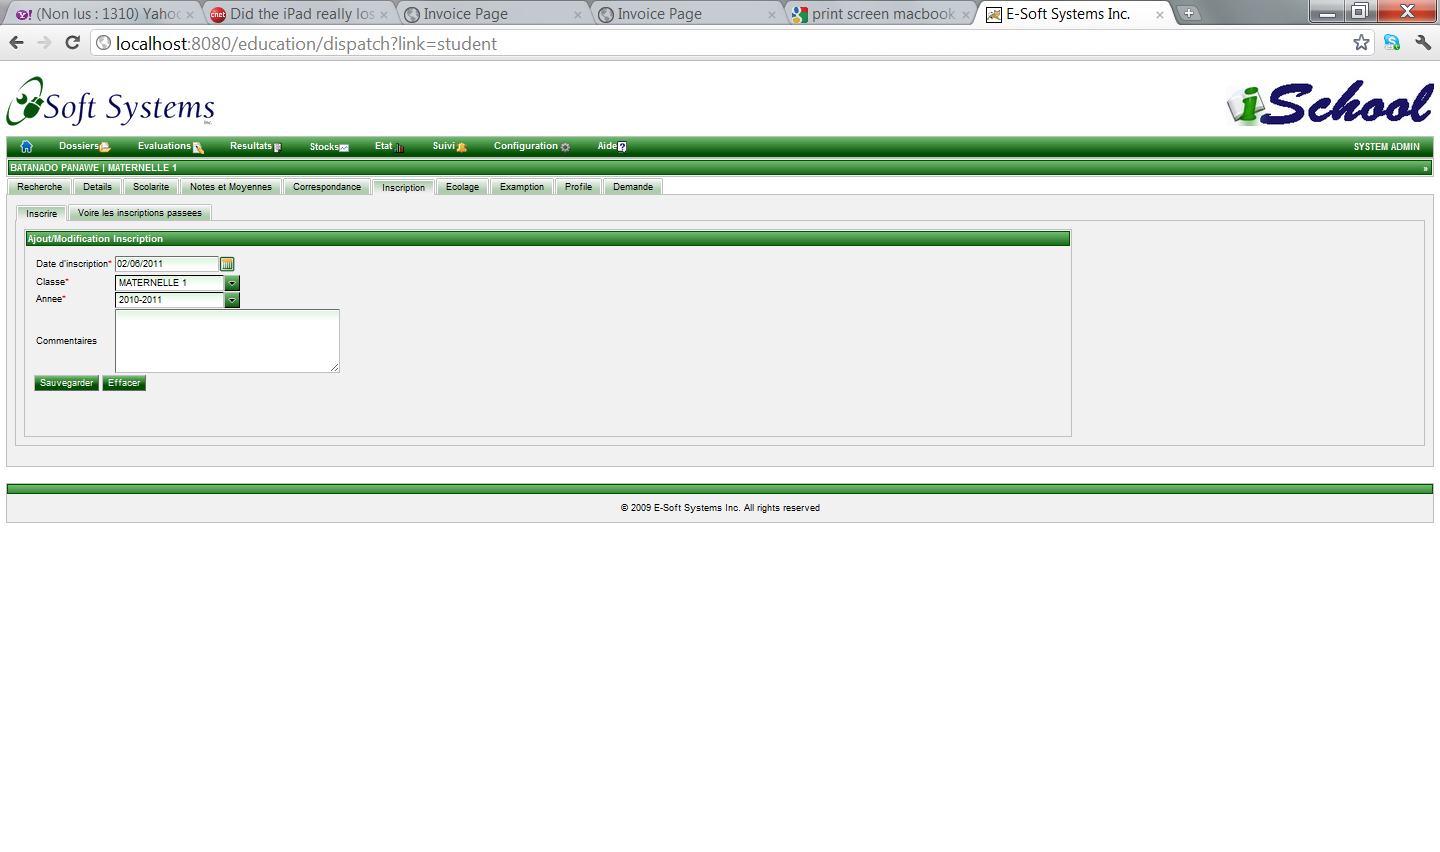 (Non lus : 1310) Yahoo
Did the iPad really los
Invoice Page
Invoice Page
print screen macbook
E-Soft Systems Inc.
localhost:8080/education/dispatch?link=student
Soft Systems
Inc.
iSchool
Dossiers Evaluations Resultats Stocks Etat Suivi Configuration Aide SYSTEM ADMIN
BATANADO PANAWE | MATERNELLE 1 »
Recherche Details Scolarite Notes et Moyennes Correspondance Inscription Ecolage Examption Profile Demande
Inscrire Voire les inscriptions passees
Ajout/Modification Inscription
Date d'inscription* 02/06/2011
Classe* MATERNELLE 1
Annee* 2010-2011
Commentaires
Sauvegarder Effacer
© 2009 E-Soft Systems Inc. All rights reserved